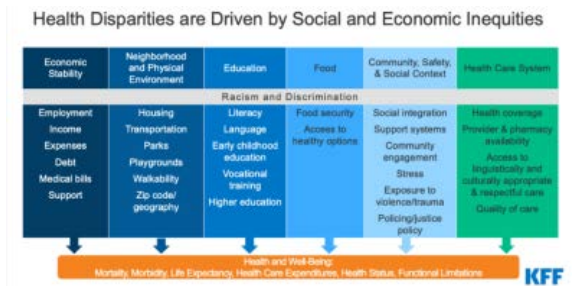 Health Disparities are Driven by Social and Economic Inequities
Economic
Stability
Neighborhood
and Physical
Environment
Education
Food
Community, Safety,
& Social Context
Health Care System
Racism and Discrimination
Employment
Income
Expenses
Debt
Medical bills
Support
Housing
Transportation
Parks
Playgrounds
Walkability
Zip code/
geography
Literacy
Language
Early childhood
education
Vocational
training
Higher education
Food security
Access to
healthy options
Social integration
Support systems
Community
engagement
Stress
Exposure to
violence/trauma
Policing/justice
policy
Health coverage
Provider & pharmacy
availability
Access to
linguistically and
culturally appropriate
& respectful care
Quality of care
Health and Well-Being:
Mortality, Morbidity, Life Expectancy, Health Care Expenditures, Health Status, Functional Limitations
KFF